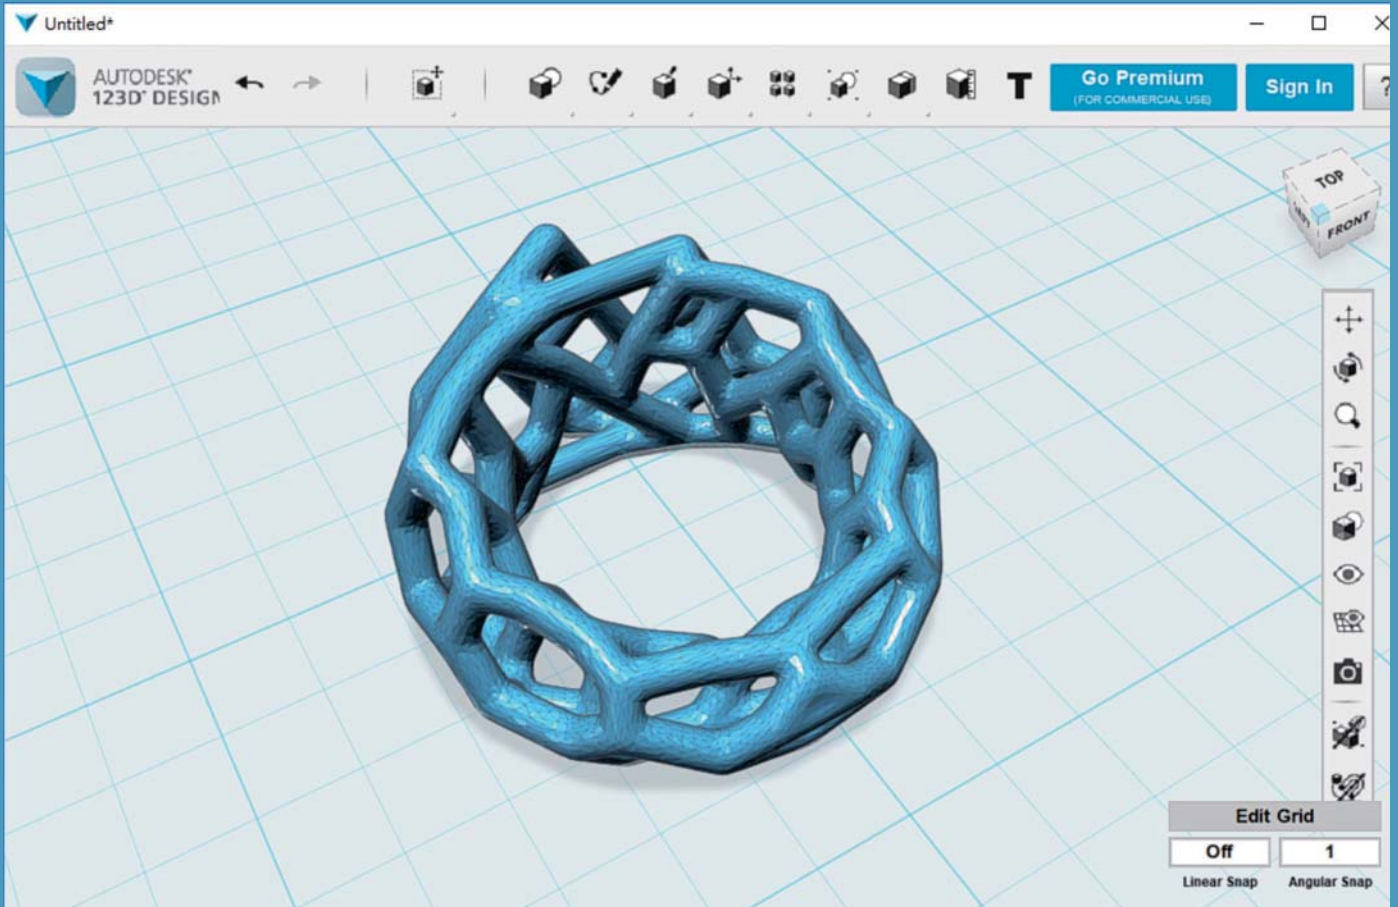 Untitled*
AUTODESK®
123D® DESIGN
T
Go Premium
(FOR COMMERCIAL USE)
Sign In
?
TOP
LEFT
FRONT
Edit Grid
Off
1
Linear Snap
Angular Snap